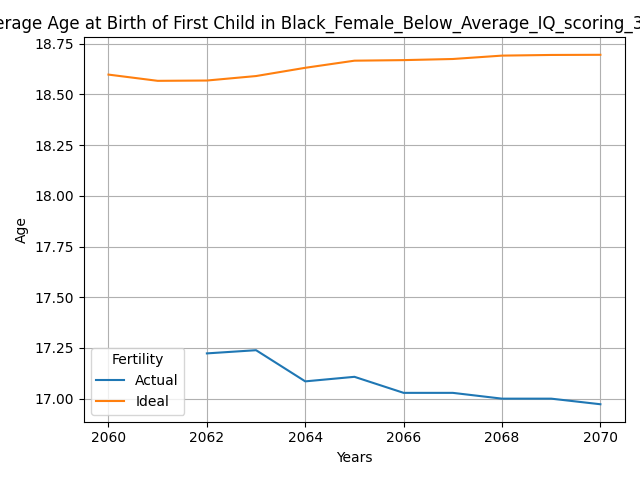 erage Age at Birth of First Child in Black_Female_Below_Average_IQ_scoring_3
18.75
18.50
18.25
18.00
17.75
17.50
17.25
17.00
Age
Fertility
Actual
Ideal
2060 2062 2064 2066 2068 2070
Years